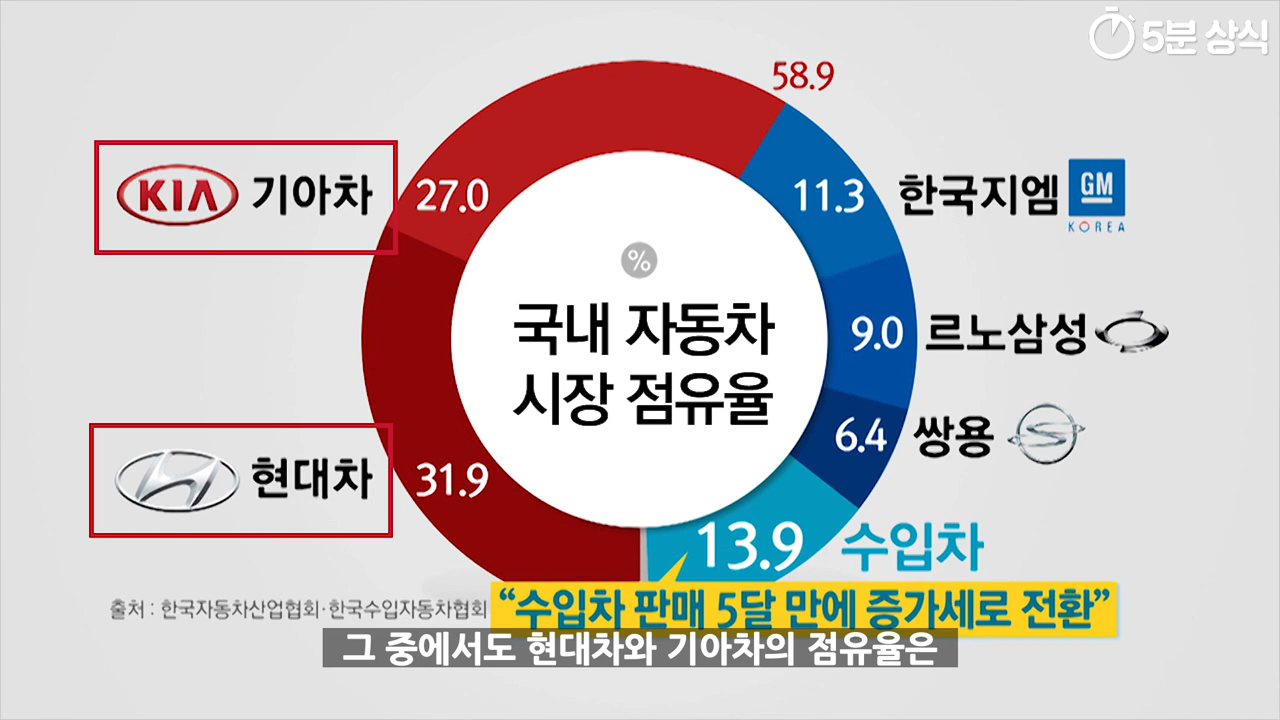 5분 상식
58.9
KIA 기아차 27.0
11.3 한국지엠 GM KOREA
%
국내 자동차
시장 점유율
9.0 르노삼성
6.4 쌍용
현대차 31.9
13.9 수입차
출처 : 한국자동차산업협회·한국수입자동차협회
“수입차 판매 5달 만에 증가세로 전환”
그 중에서도 현대차와 기아차의 점유율은